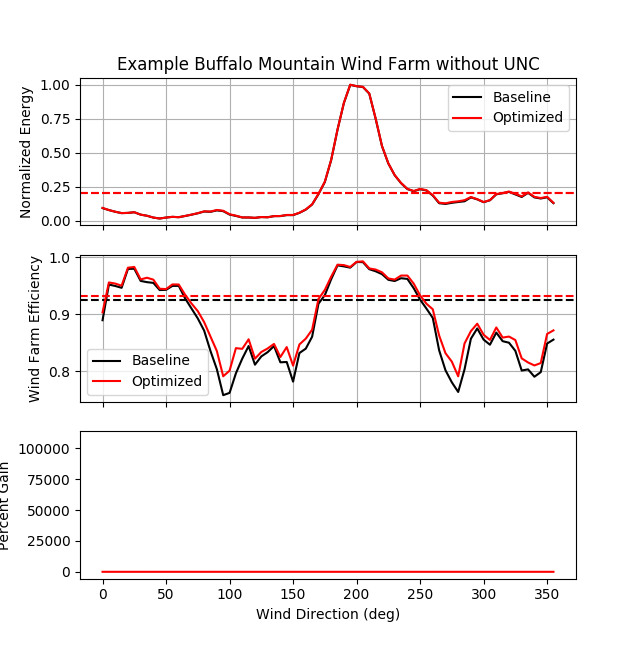 Example Buffalo Mountain Wind Farm without UNC
Normalized Energy
1.00
0.75
0.50
0.25
0.00
Baseline
Optimized
Wind Farm Efficiency
1.0
0.9
0.8
Baseline
Optimized
Percent Gain
100000
75000
50000
25000
0
0 50 100 150 200 250 300 350
Wind Direction (deg)